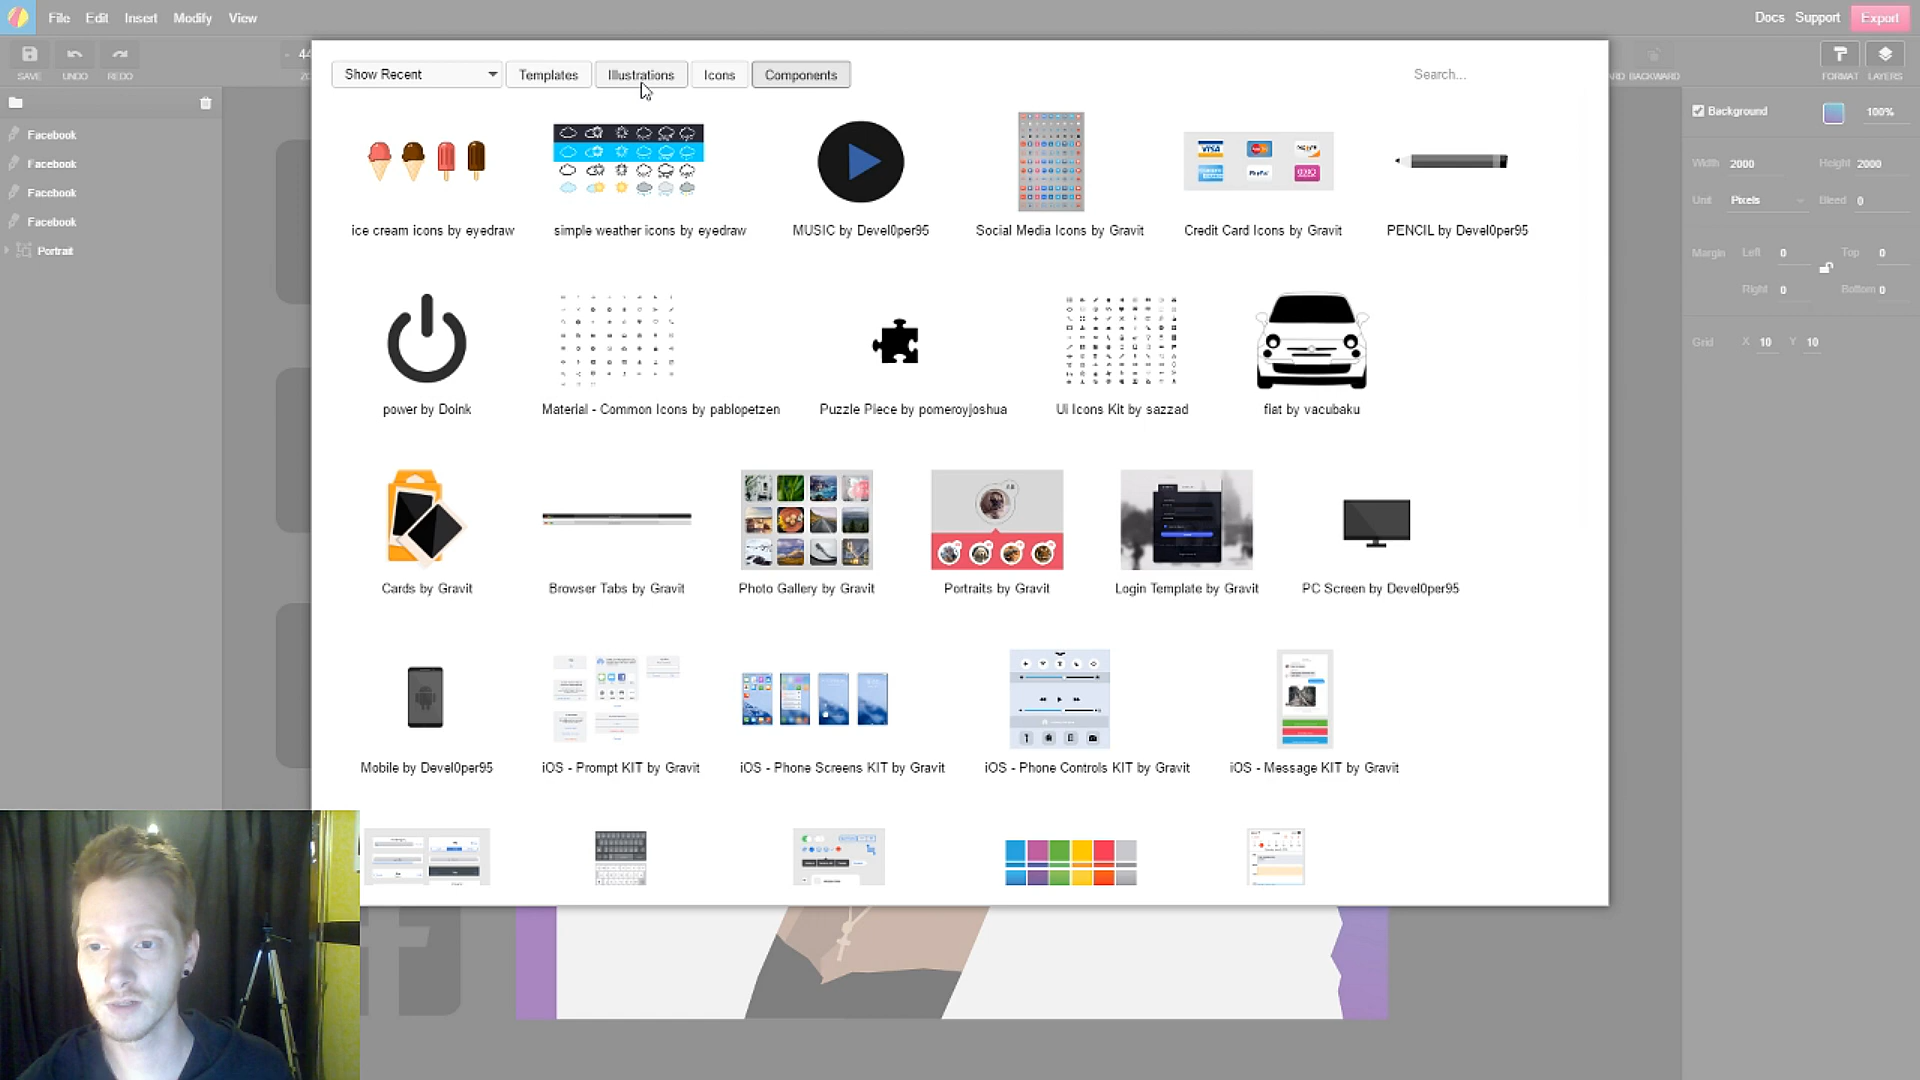 File Edit Insert Modify View
Docs Support Export
SAVE UNDO REDO
FORMAT LAYERS
BACKWARD
Show Recent Templates Illustrations Icons Components Search...
Facebook
Facebook
Facebook
Facebook
Portrait
ice cream icons by eyedraw simple weather icons by eyedraw MUSIC by Devel0per95 Social Media Icons by Gravit Credit Card Icons by Gravit PENCIL by Devel0per95
power by Doink Material - Common Icons by pablopetzen Puzzle Piece by pomeroyjoshua UI Icons Kit by sazzad fiat by vacubaku
Cards by Gravit Browser Tabs by Gravit Photo Gallery by Gravit Portraits by Gravit Login Template by Gravit PC Screen by Devel0per95
Mobile by Devel0per95 iOS - Prompt KIT by Gravit iOS - Phone Screens KIT by Gravit iOS - Phone Controls KIT by Gravit iOS - Message KIT by Gravit
VISA
PayPal
Background 100%
Width 2000 Height 2000
Unit Pixels Bleed 0
Margin Left 0 Top 0
Right 0 Bottom 0
Grid X 10 Y 10